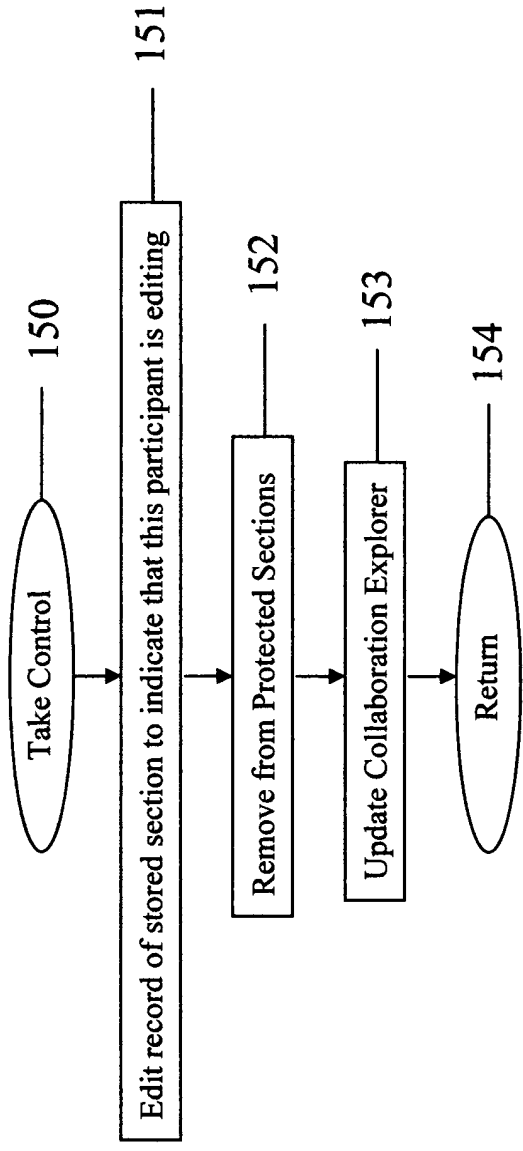 Take Control
150
Edit record of stored section to indicate that this participant is editing
151
Remove from Protected Sections
152
Update Collaboration Explorer
153
Return
154